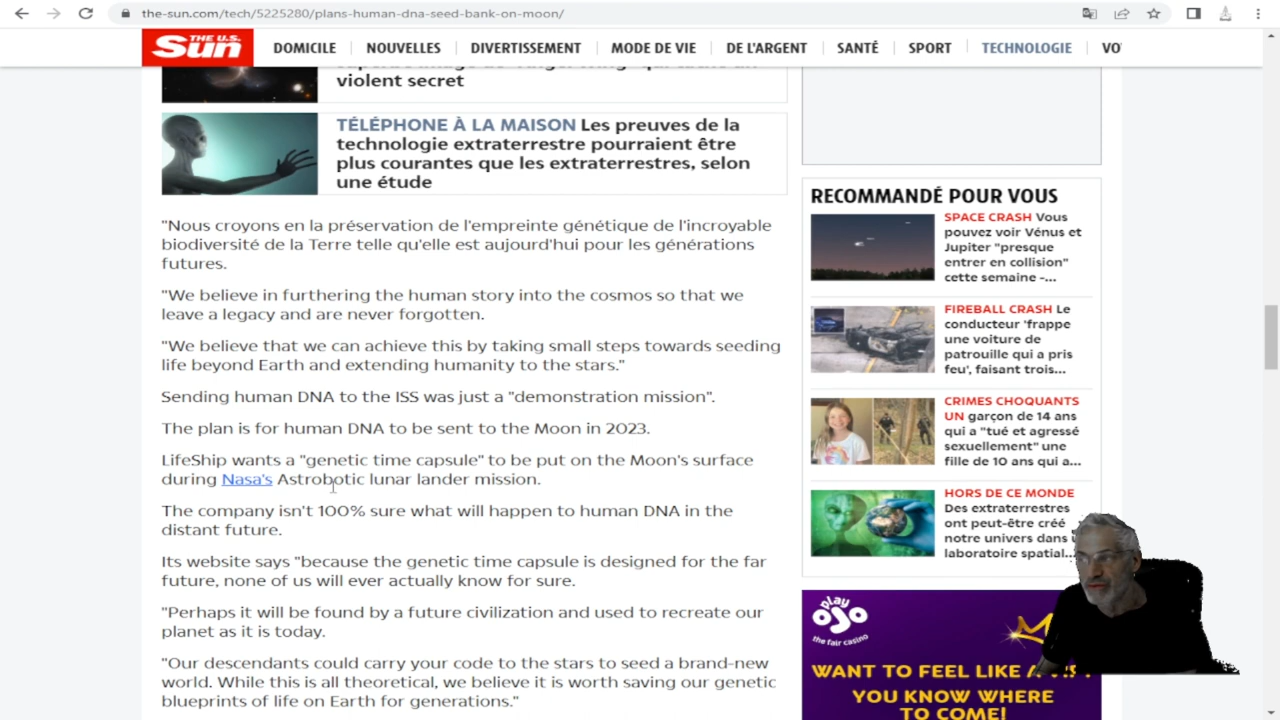 the-sun.com/tech/5225280/plans-human-dna-seed-bank-on-moon/
THE U.S.
Sun
DOMICILE
NOUVELLES
DIVERTISSEMENT
MODE DE VIE
DE L'ARGENT
SANTÉ
SPORT
TECHNOLOGIE
VO
violent secret
TÉLÉPHONE À LA MAISON Les preuves de la
technologie extraterrestre pourraient être
plus courantes que les extraterrestres, selon
une étude
"Nous croyons en la préservation de l'empreinte génétique de l'incroyable
biodiversité de la Terre telle qu'elle est aujourd'hui pour les générations
futures.
"We believe in furthering the human story into the cosmos so that we
leave a legacy and are never forgotten.
"We believe that we can achieve this by taking small steps towards seeding
life beyond Earth and extending humanity to the stars."
Sending human DNA to the ISS was just a "demonstration mission".
The plan is for human DNA to be sent to the Moon in 2023.
LifeShip wants a "genetic time capsule" to be put on the Moon's surface
during Nasa's Astrobotic lunar lander mission.
The company isn't 100% sure what will happen to human DNA in the
distant future.
Its website says "because the genetic time capsule is designed for the far
future, none of us will ever actually know for sure.
"Perhaps it will be found by a future civilization and used to recreate our
planet as it is today.
"Our descendants could carry your code to the stars to seed a brand-new
world. While this is all theoretical, we believe it is worth saving our genetic
blueprints of life on Earth for generations."
RECOMMANDÉ POUR VOUS
SPACE CRASH Vous
pouvez voir Vénus et
Jupiter "presque
entrer en collision"
cette semaine -...
FIREBALL CRASH Le
conducteur 'frappe
une voiture de
patrouille qui a pris
feu', faisant trois...
CRIMES CHOQUANTS
UN garçon de 14 ans
qui a "tué et agressé
sexuellement" une
fille de 10 ans qui a...
HORS DE CE MONDE
Des extraterrestres
ont peut-être créé
notre univers dans
laboratoire spatial...
play
OJO
the fair casino
WANT TO FEEL LIKE A
YOU KNOW WHERE
TO COME!